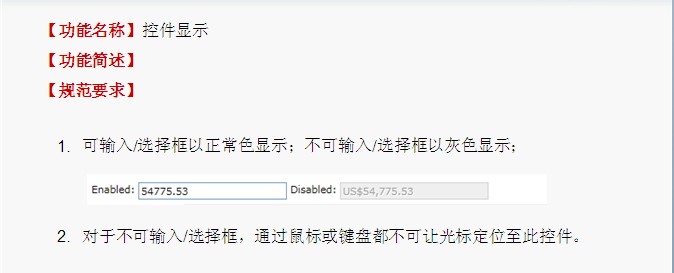 【功能名称】控件显示
【功能简述】
【规范要求】
1. 可输入/选择框以正常色显示；不可输入/选择框以灰色显示；
Enabled: 54775.53 Disabled: US$54,775.53
2. 对于不可输入/选择框，通过鼠标或键盘都不可让光标定位至此控件。